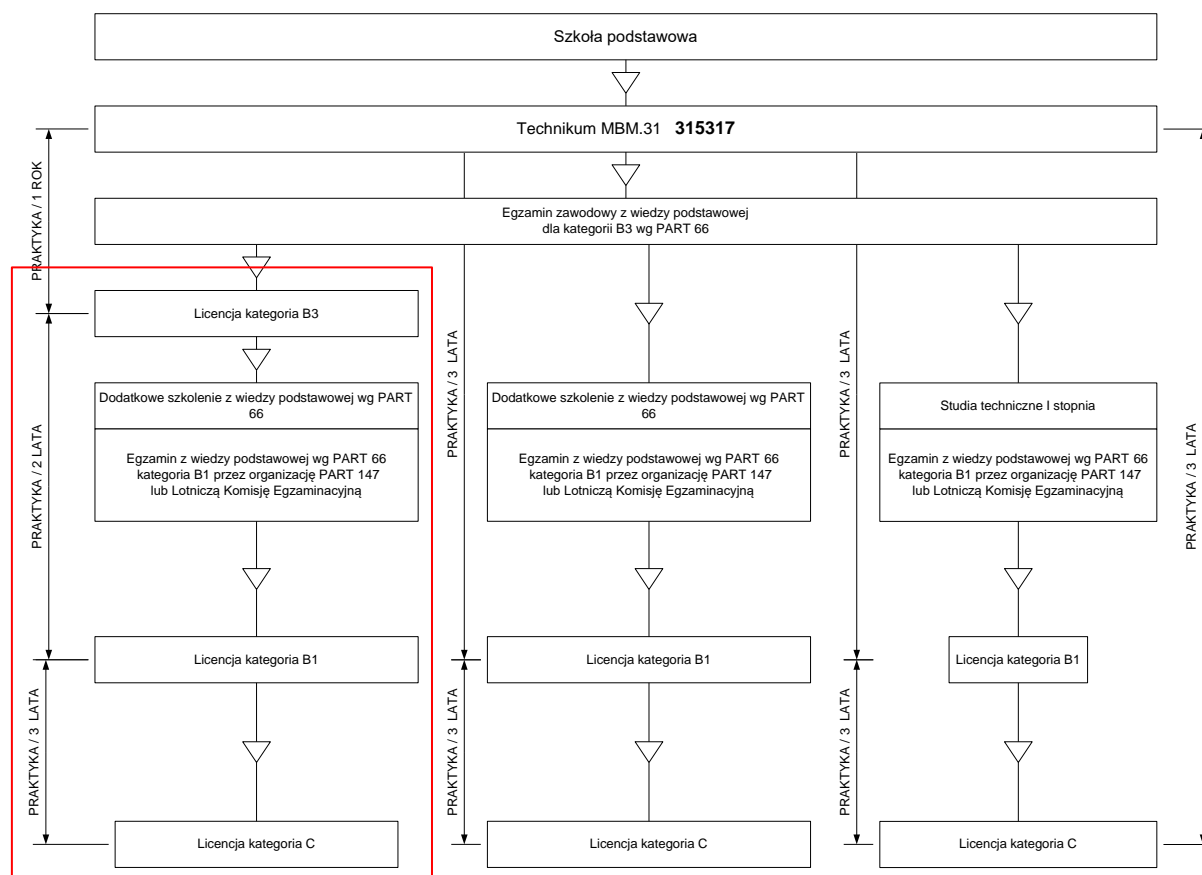 Szkoła podstawowa
Technikum MBM.31 315317
PRAKTYKA / 1 ROK
Egzamin zawodowy z wiedzy podstawowej
dla kategorii B3 wg PART 66
Licencja kategoria B3
PRAKTYKA / 2 LATA
Dodatkowe szkolenie z wiedzy podstawowej wg PART
66
Egzamin z wiedzy podstawowej wg PART 66
kategoria B1 przez organizację PART 147
lub Lotniczą Komisję Egzaminacyjną
Licencja kategoria B1
PRAKTYKA / 3 LATA
Licencja kategoria C
PRAKTYKA / 3 LATA
Dodatkowe szkolenie z wiedzy podstawowej wg PART
66
Egzamin z wiedzy podstawowej wg PART 66
kategoria B1 przez organizację PART 147
lub Lotniczą Komisję Egzaminacyjną
Licencja kategoria B1
PRAKTYKA / 3 LATA
Licencja kategoria C
PRAKTYKA / 3 LATA
Studia techniczne I stopnia
Egzamin z wiedzy podstawowej wg PART 66
kategoria B1 przez organizację PART 147
lub Lotniczą Komisję Egzaminacyjną
Licencja kategoria B1
PRAKTYKA / 3 LATA
Licencja kategoria C
PRAKTYKA / 3 LATA